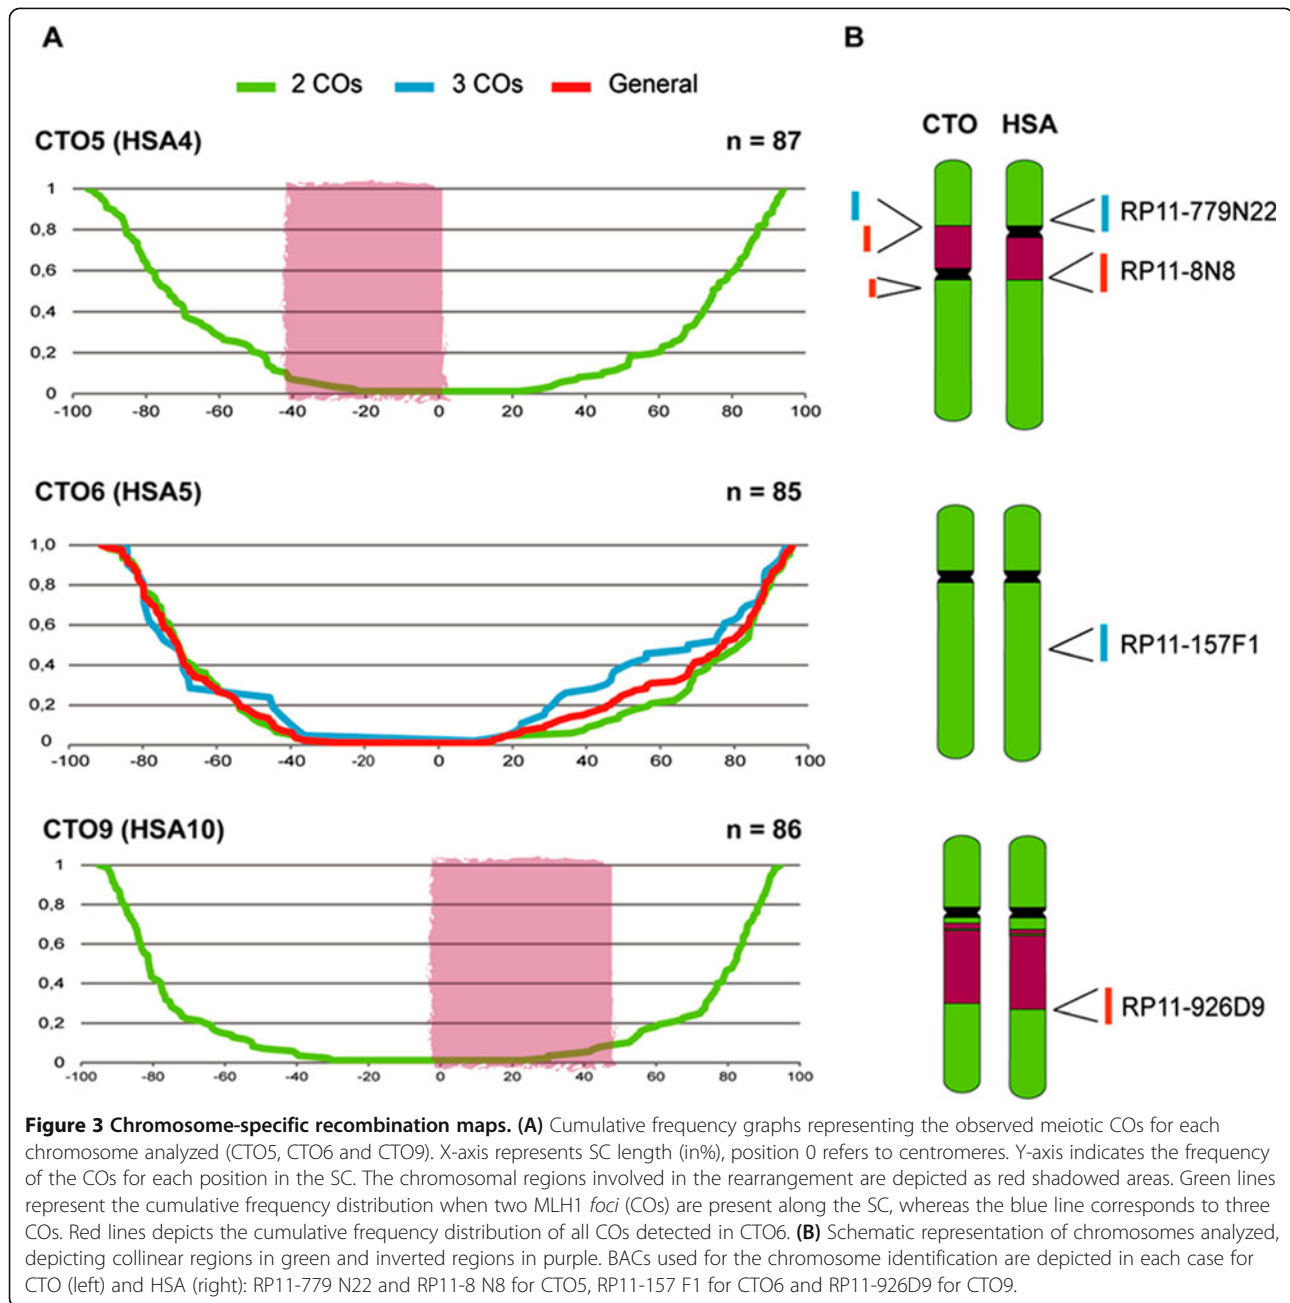 A
B
2 COs 3 COs General
CTO HSA
CTO5 (HSA4) n = 87
1
0,8
0,6
0,4
0,2
0
-100 -80 -60 -40 -20 0 20 40 60 80 100
RP11-779N22
RP11-8N8
CTO6 (HSA5) n = 85
1,0
0,8
0,6
0,4
0,2
0
-100 -80 -60 -40 -20 0 20 40 60 80 100
RP11-157F1
CTO9 (HSA10) n = 86
1
0,8
0,6
0,4
0,2
0
-100 -80 -60 -40 -20 0 20 40 60 80 100
RP11-926D9
Figure 3 Chromosome-specific recombination maps. (A) Cumulative frequency graphs representing the observed meiotic COs for each
chromosome analyzed (CTO5, CTO6 and CTO9). X-axis represents SC length (in%), position 0 refers to centromeres. Y-axis indicates the frequency
of the COs for each position in the SC. The chromosomal regions involved in the rearrangement are depicted as red shadowed areas. Green lines
represent the cumulative frequency distribution when two MLH1 foci (COs) are present along the SC, whereas the blue line corresponds to three
COs. Red lines depicts the cumulative frequency distribution of all COs detected in CTO6. (B) Schematic representation of chromosomes analyzed,
depicting collinear regions in green and inverted regions in purple. BACs used for the chromosome identification are depicted in each case for
CTO (left) and HSA (right): RP11-779 N22 and RP11-8 N8 for CTO5, RP11-157 F1 for CTO6 and RP11-926D9 for CTO9.